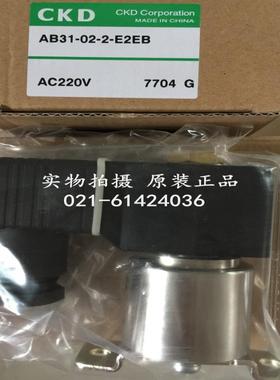 CKD
CKD Corporation
MADE IN CHINA
AB31-02-2-E2EB
AC220V 7704 G
实物拍摄 原装正品
021-61424036